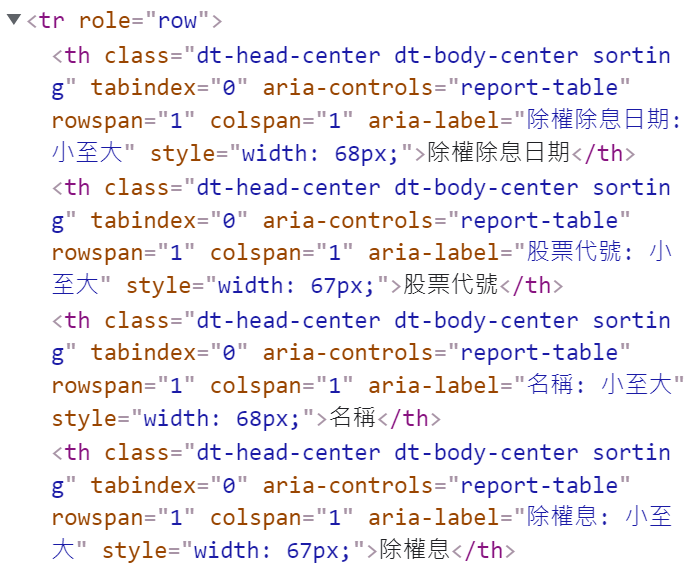 ▼<tr role="row">
<th class="dt-head-center dt-body-center sortin
g" tabindex="0" aria-controls="report-table"
rowspan="1" colspan="1" aria-label="除權除息日期:
小至大" style="width: 68px;">除權除息日期</th>
<th class="dt-head-center dt-body-center sortin
g" tabindex="0" aria-controls="report-table"
rowspan="1" colspan="1" aria-label="股票代號: 小
至大" style="width: 67px;">股票代號</th>
<th class="dt-head-center dt-body-center sortin
g" tabindex="0" aria-controls="report-table"
rowspan="1" colspan="1" aria-label="名稱: 小至大"
style="width: 68px;">名稱</th>
<th class="dt-head-center dt-body-center sortin
g" tabindex="0" aria-controls="report-table"
rowspan="1" colspan="1" aria-label="除權息: 小至
大" style="width: 67px;">除權息</th>